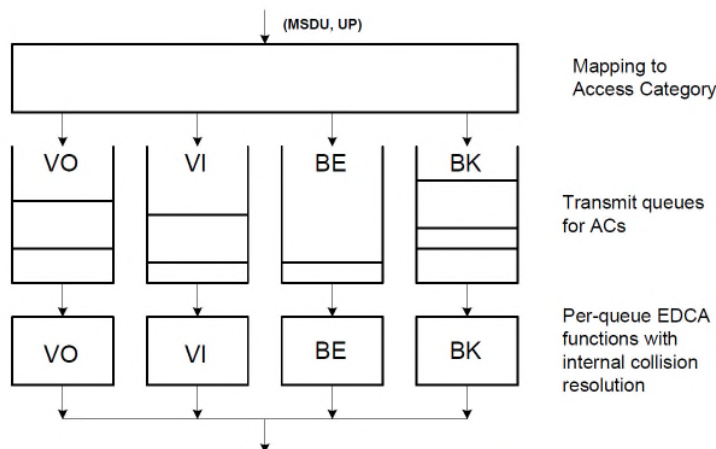 (MSDU, UP)
Mapping to
Access Category
VO VI BE BK
Transmit queues
for ACs
Per-queue EDCA
functions with
internal collision
resolution
VO VI BE BK